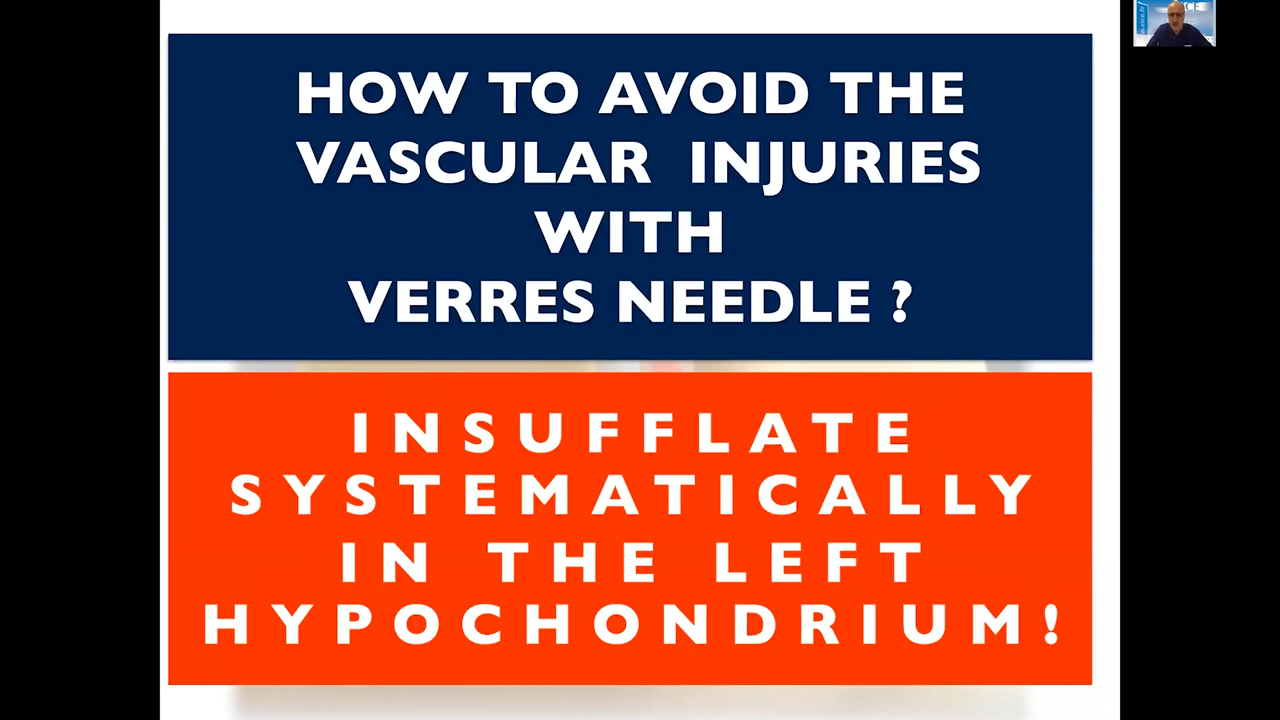 HOW TO AVOID THE
VASCULAR INJURIES
WITH
VERRES NEEDLE ?
INSUFFLATE
SYSTEMATICALLY
IN THE LEFT
HYPOCHONDRIUM!